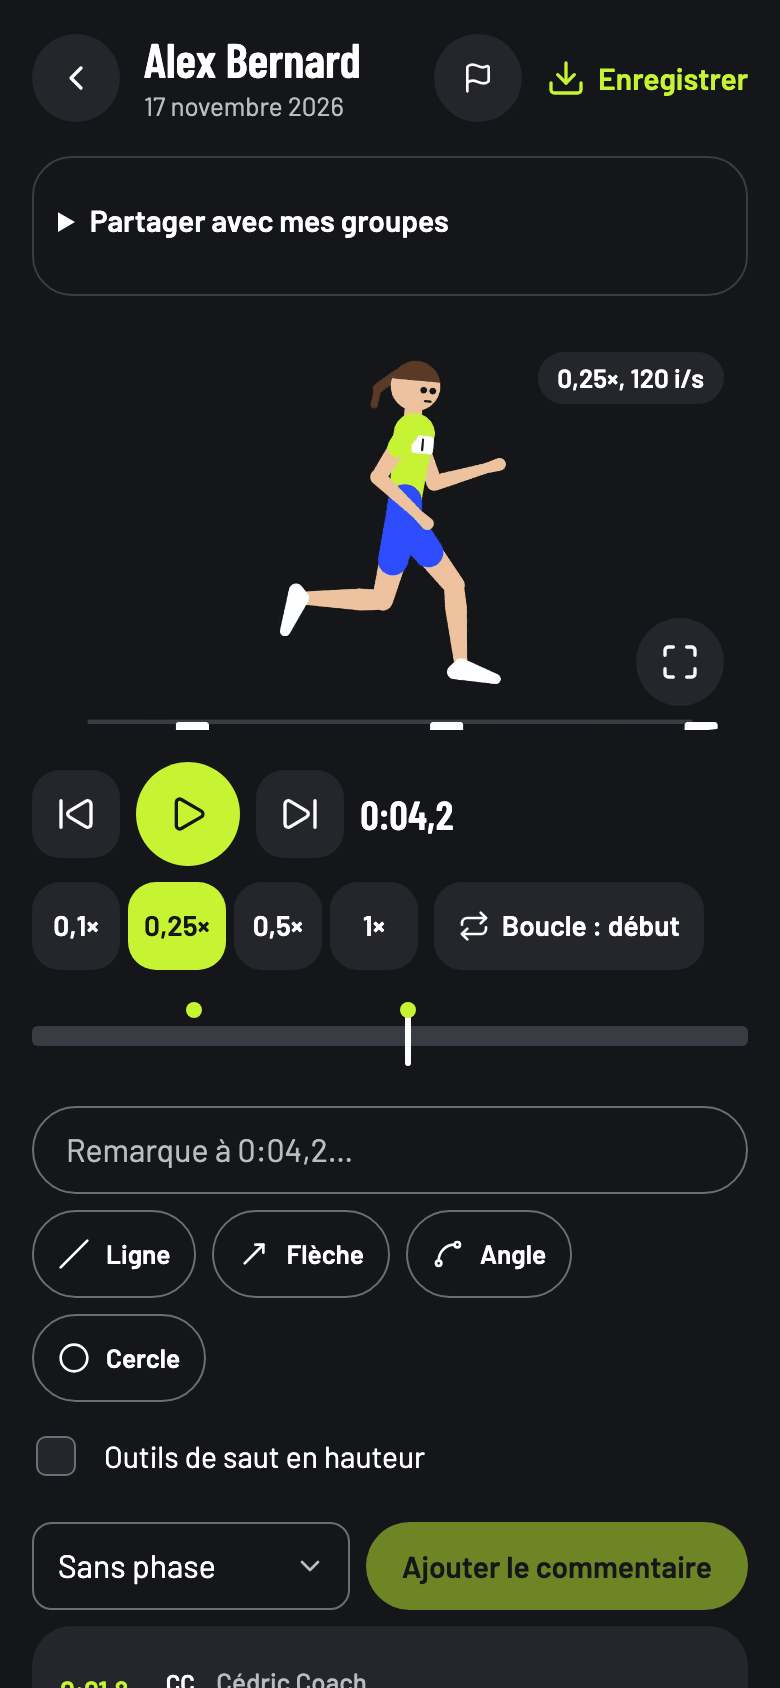 Alex Bernard
17 novembre 2026
Enregistrer
Partager avec mes groupes
0,25×, 120 i/s
0:04,2
0,1×
0,25×
0,5×
1×
Boucle : début
Remarque à 0:04,2...
Ligne
Flèche
Angle
Cercle
Outils de saut en hauteur
Sans phase
Ajouter le commentaire
CC Cédric Coach